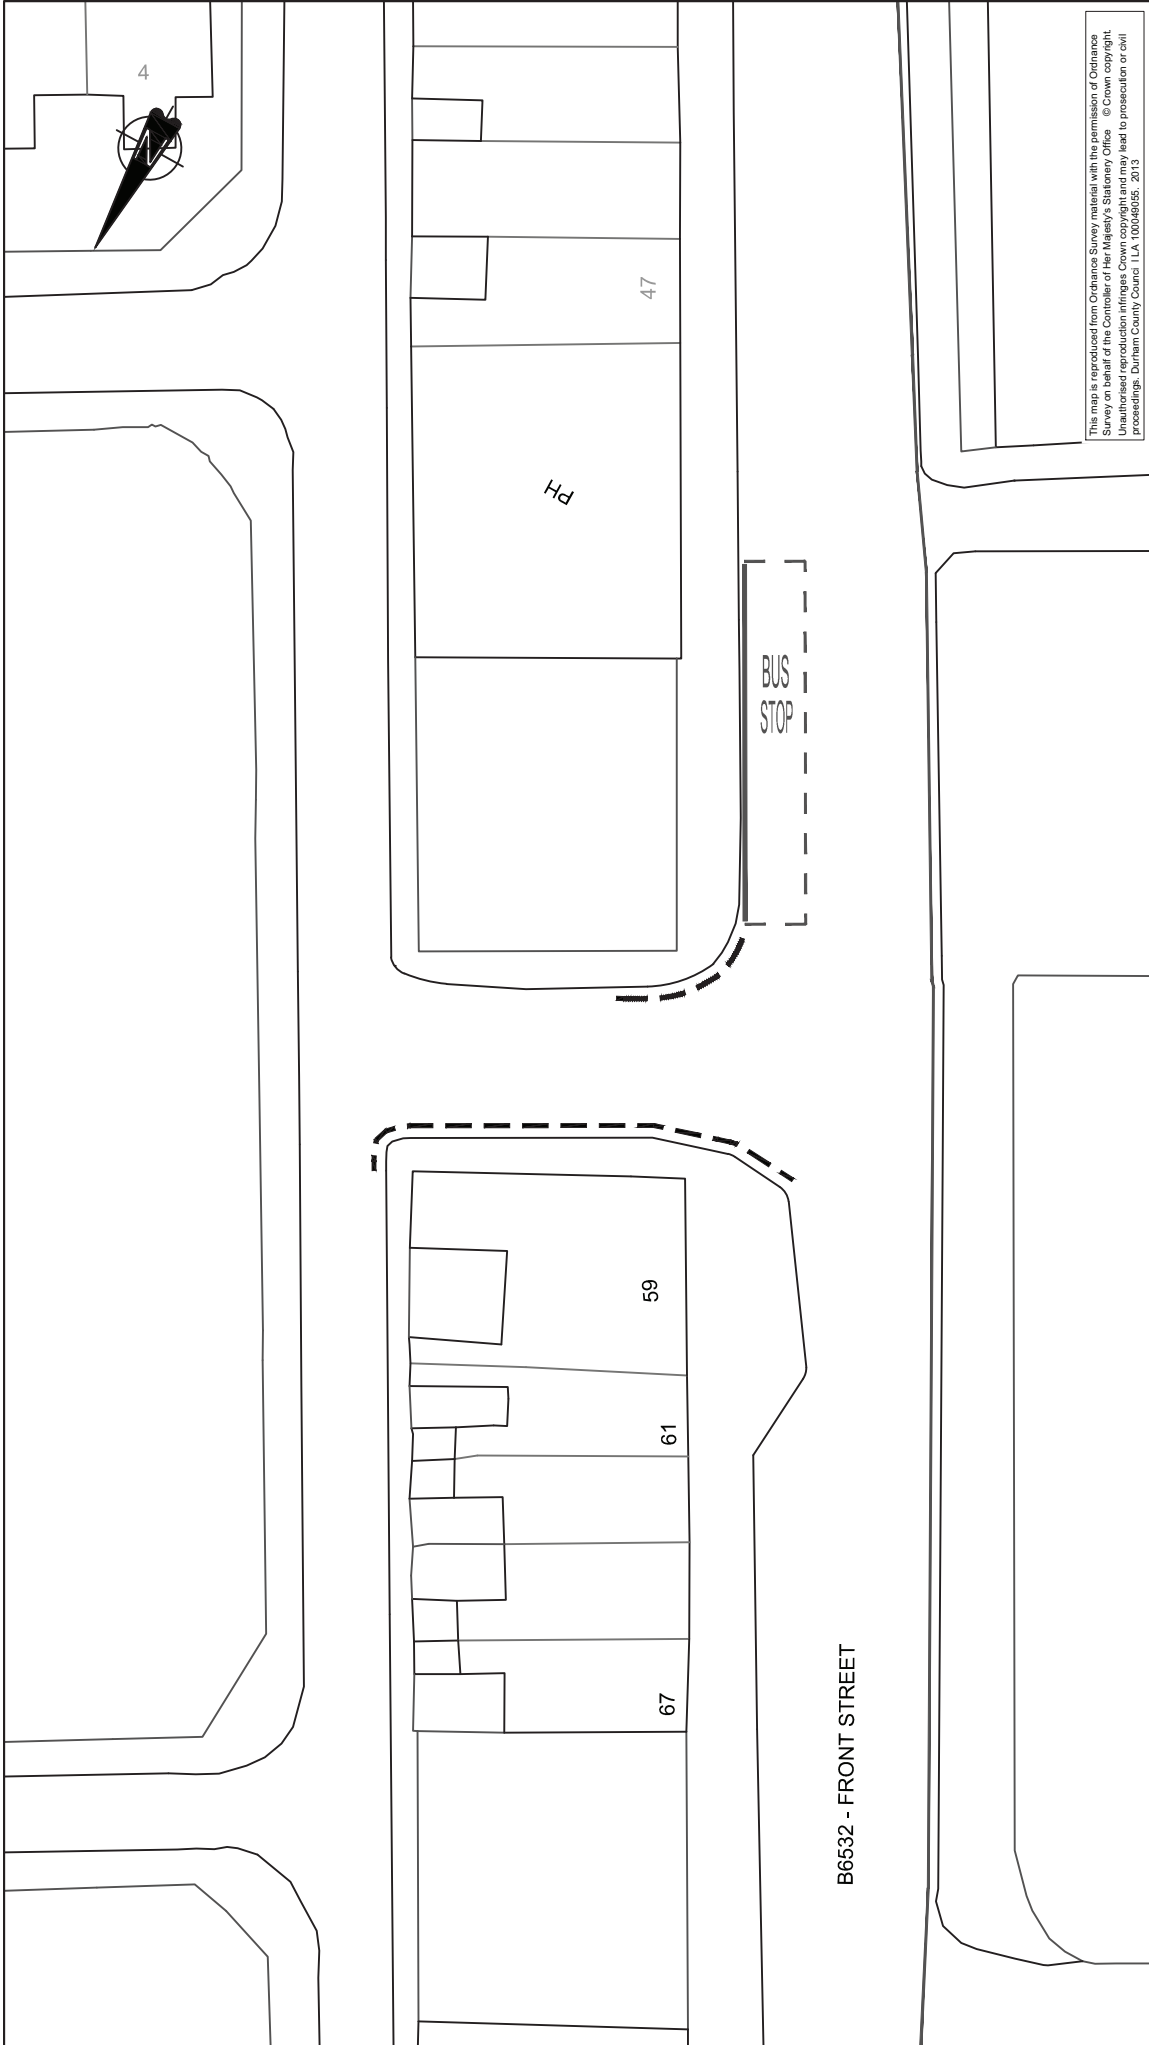 4
This map is reproduced from Ordnance Survey material with the permission of Ordnance
Survey on behalf of the Controller of Her Majesty's Stationery Office © Crown copyright.
Unauthorised reproduction infringes Crown copyright and may lead to prosecution or civil
proceedings. Durham County Council LA 100049055. 2013
N
47
PH
BUS
STOP
59
61
67
B6532 - FRONT STREET